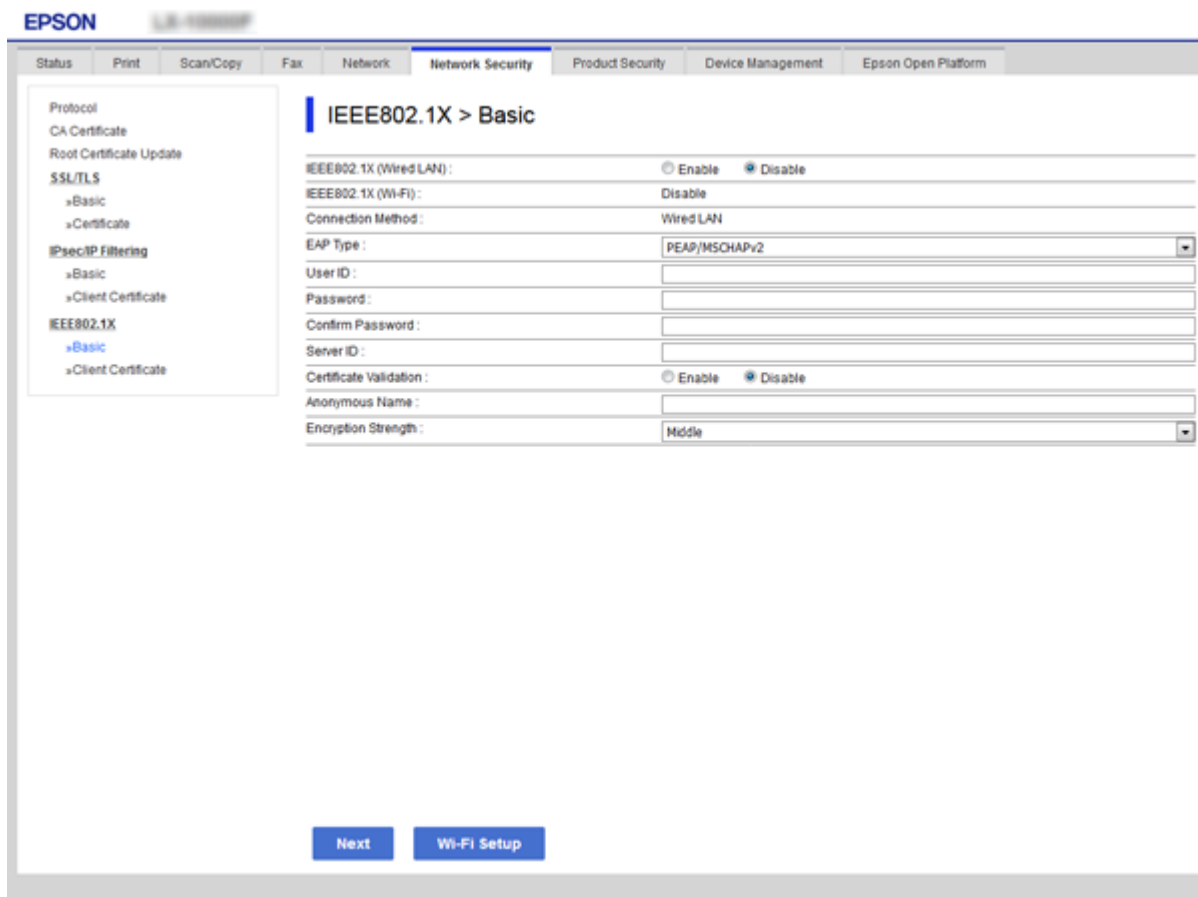 EPSON
Status Print Scan/Copy Fax Network Network Security Product Security Device Management Epson Open Platform
Protocol
CA Certificate
Root Certificate Update
SSL/TLS
»Basic
»Certificate
IPsec/IP Filtering
»Basic
»Client Certificate
IEEE802.1X
»Basic
»Client Certificate
IEEE802.1X > Basic
IEEE802.1X (Wired LAN) : Enable Disable
IEEE802.1X (Wi-Fi) : Disable
Connection Method : Wired LAN
EAP Type : PEAP/MSCHAPv2
User ID :
Password :
Confirm Password :
Server ID :
Certificate Validation : Enable Disable
Anonymous Name :
Encryption Strength : Middle
Next Wi-Fi Setup